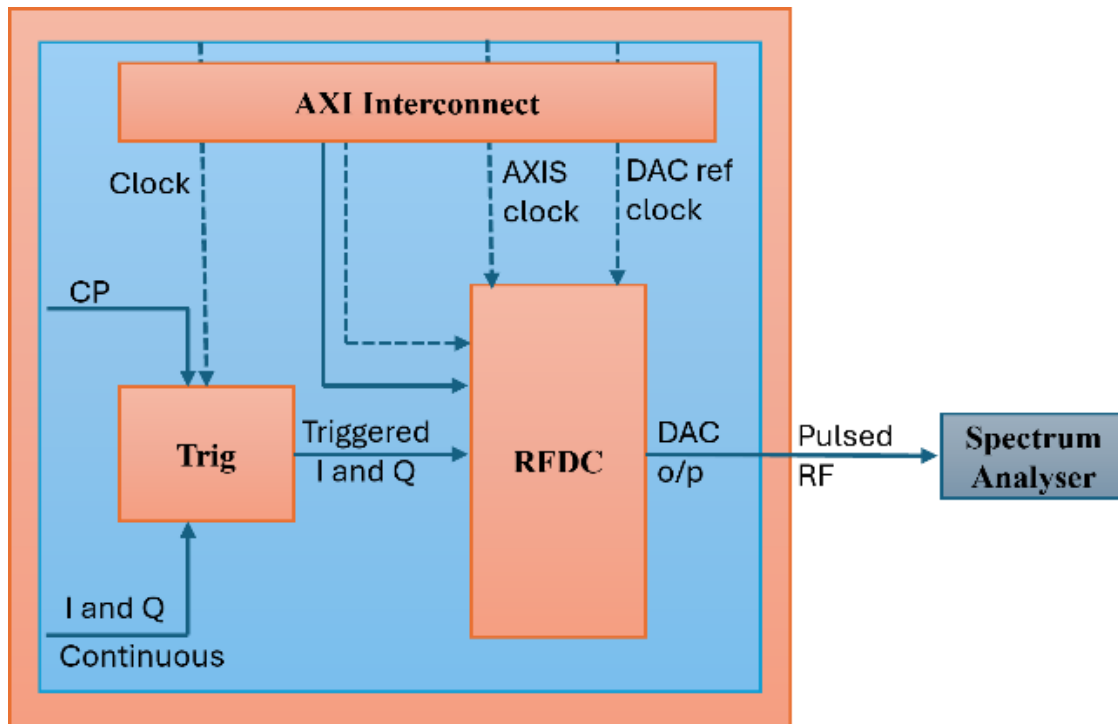 AXI Interconnect
Clock
AXIS
clock
DAC ref
clock
CP
Trig
Triggered
I and Q
RFDC
DAC
o/p
Pulsed
RF
Spectrum
Analyser
I and Q
Continuous